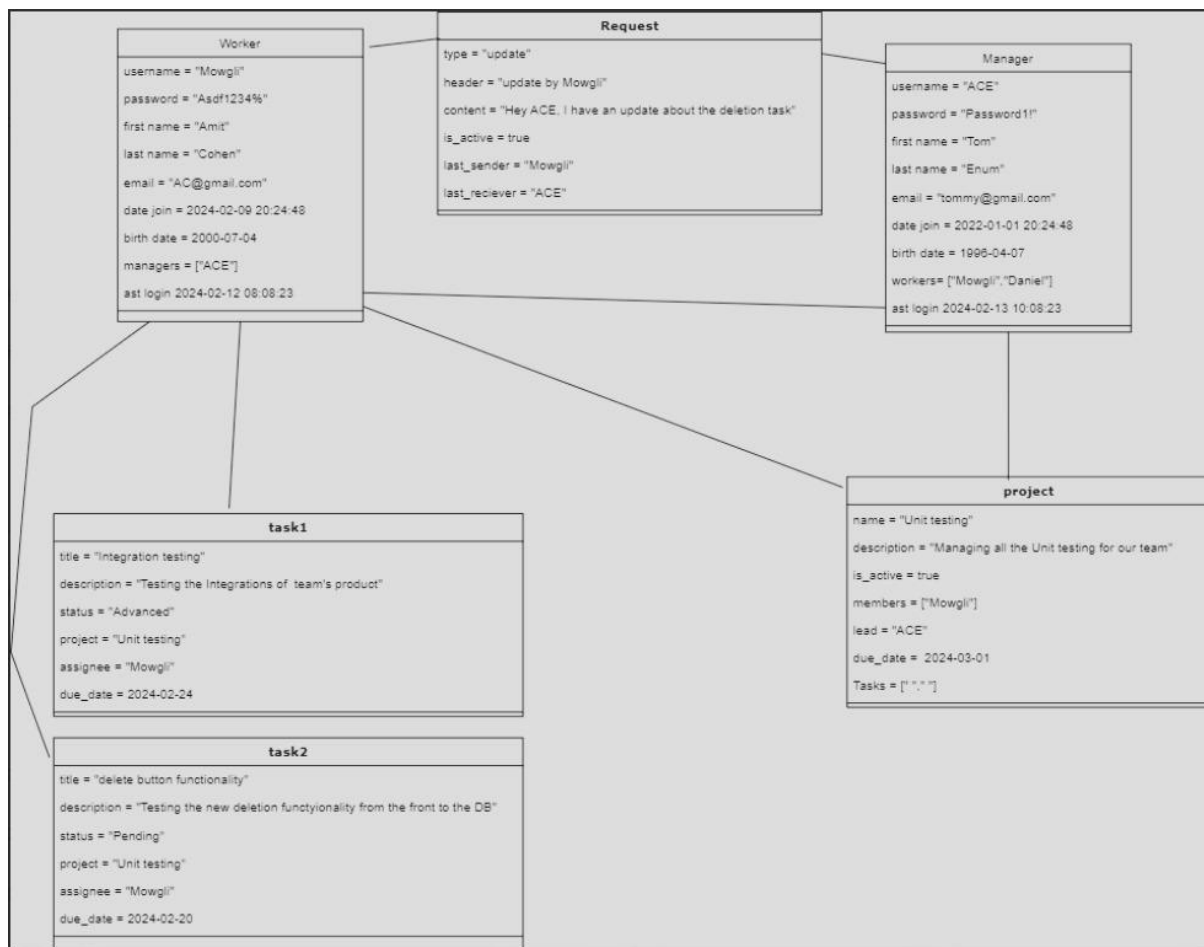 Worker
username = "Mowgli"
password = "Asdf1234%"
first name = "Amit"
last name = "Cohen"
email = "AC@gmail.com"
date join = 2024-02-09 20:24:48
birth date = 2000-07-04
managers = ["ACE"]
ast login 2024-02-12 08:08:23
Request
type = "update"
header = "update by Mowgli"
content = "Hey ACE, I have an update about the deletion task"
is_active = true
last_sender = "Mowgli"
last_reciever = "ACE"
Manager
username = "ACE"
password = "Password1!"
first name = "Tom"
last name = "Enum"
email = "tommy@gmail.com"
date join = 2022-01-01 20:24:48
birth date = 1996-04-07
workers= ["Mowgli","Daniel"]
ast login 2024-02-13 10:08:23
task1
title = "Integration testing"
description = "Testing the Integrations of team's product"
status = "Advanced"
project = "Unit testing"
assignee = "Mowgli"
due_date = 2024-02-24
project
name = "Unit testing"
description = "Managing all the Unit testing for our team"
is_active = true
members = ["Mowgli"]
lead = "ACE"
due_date = 2024-03-01
Tasks = [" "," "]
task2
title = "delete button functionality"
description = "Testing the new deletion functyionality from the front to the DB"
status = "Pending"
project = "Unit testing"
assignee = "Mowgli"
due_date = 2024-02-20